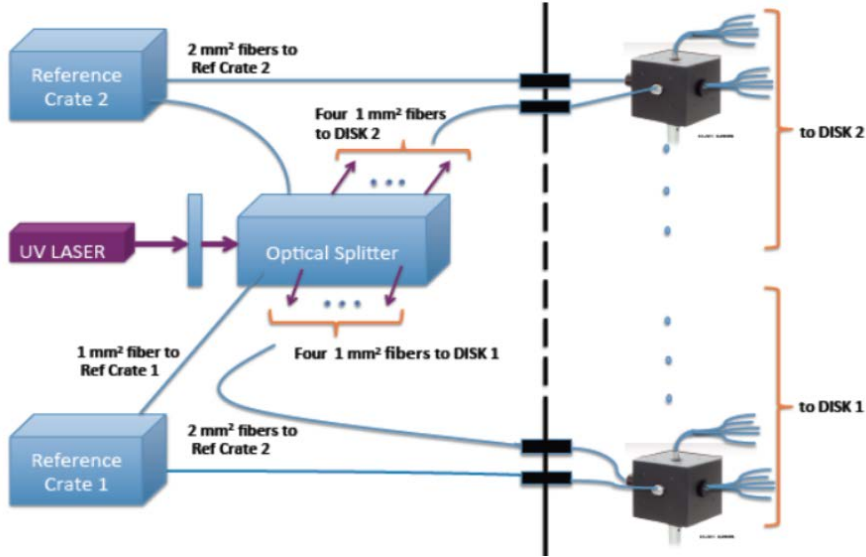 2 mm² fibers to
Ref Crate 2
Reference
Crate 2
Four 1 mm² fibers
to DISK 2
to DISK 2
UV LASER
Optical Splitter
1 mm² fiber to
Ref Crate 1
Four 1 mm² fibers to DISK 1
to DISK 1
2 mm² fibers to
Ref Crate 2
Reference
Crate 1